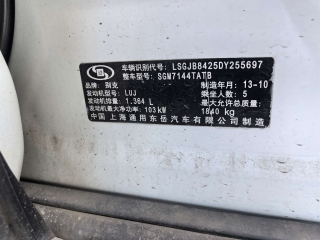 车辆识别代号: LSGJB8425DY255697
整车型号: SGM7144TATB
品牌: 别克 制造年月: 13-10
发动机型号: LUJ 乘坐人数: 5
发动机排量: 1.364 L 最大允许总质量:
发动机最大净功率: 103 kW 1840 kg
中国 上海通用东岳汽车有限公司制造